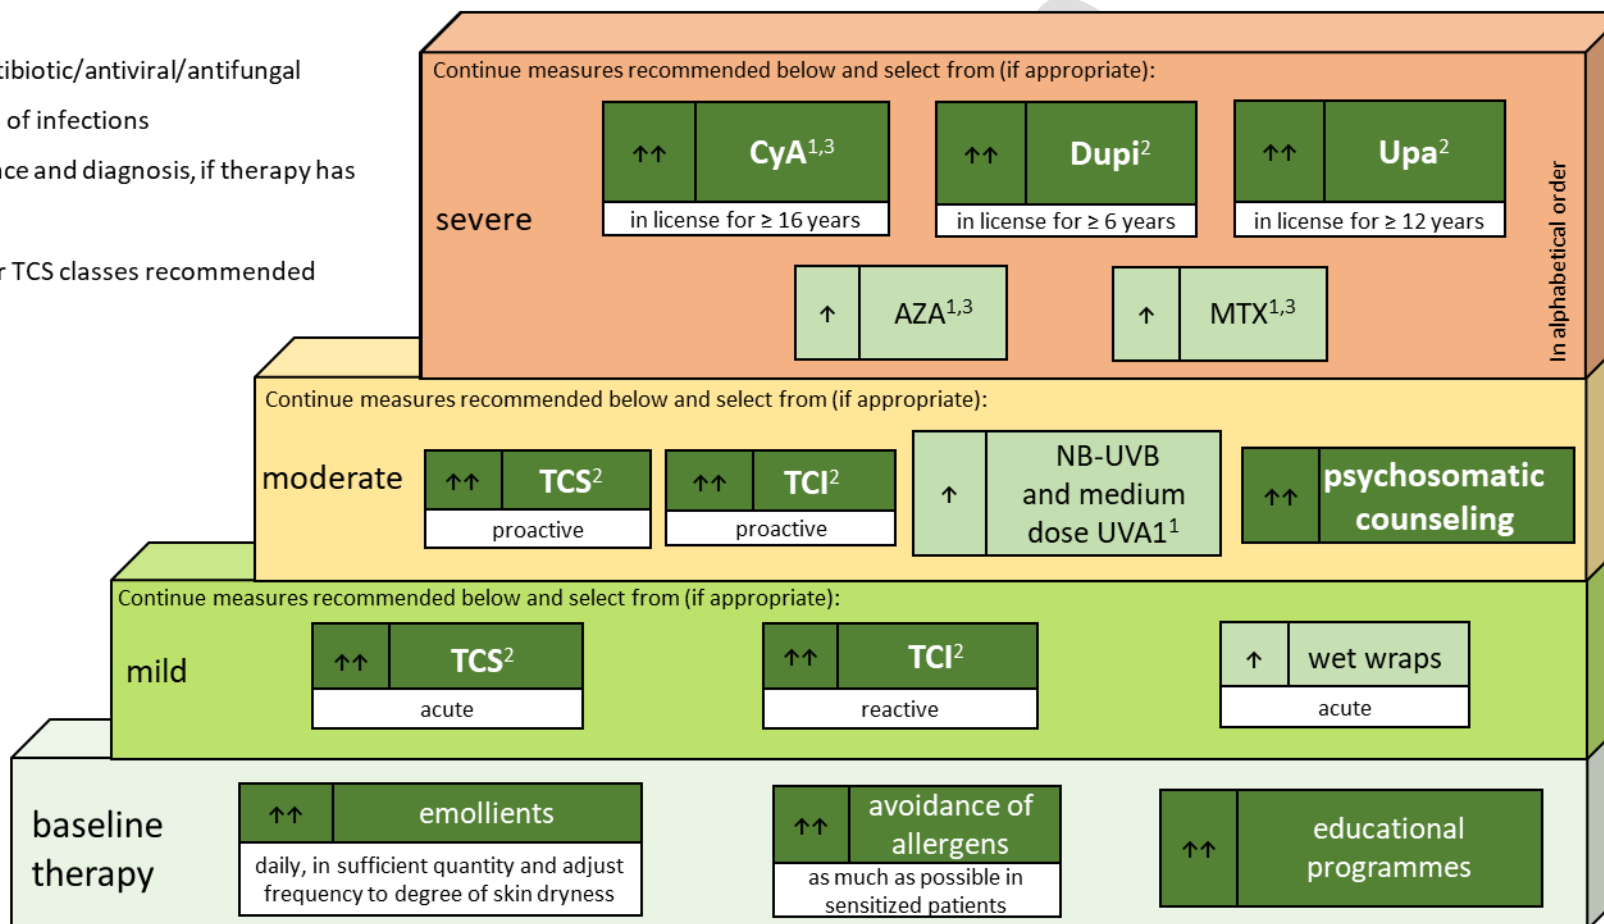 tibiotic/antiviral/antifungal
of infections
ce and diagnosis, if therapy has
r TCS classes recommended
Continue measures recommended below and select from (if appropriate):
severe
↑↑ CyA1,3
in license for ≥ 16 years
↑↑ Dupi2
in license for ≥ 6 years
↑↑ Upa2
in license for ≥ 12 years
↑ AZA1,3
↑ MTX1,3
In alphabetical order
Continue measures recommended below and select from (if appropriate):
moderate
↑↑ TCS2
proactive
↑↑ TCI2
proactive
↑ NB-UVB
and medium
dose UVA11
↑↑ psychosomatic
counseling
Continue measures recommended below and select from (if appropriate):
mild
↑↑ TCS2
acute
↑↑ TCI2
reactive
↑ wet wraps
acute
baseline
therapy
↑↑ emollients
daily, in sufficient quantity and adjust
frequency to degree of skin dryness
↑↑ avoidance of
allergens
as much as possible in
sensitized patients
↑↑ educational
programmes